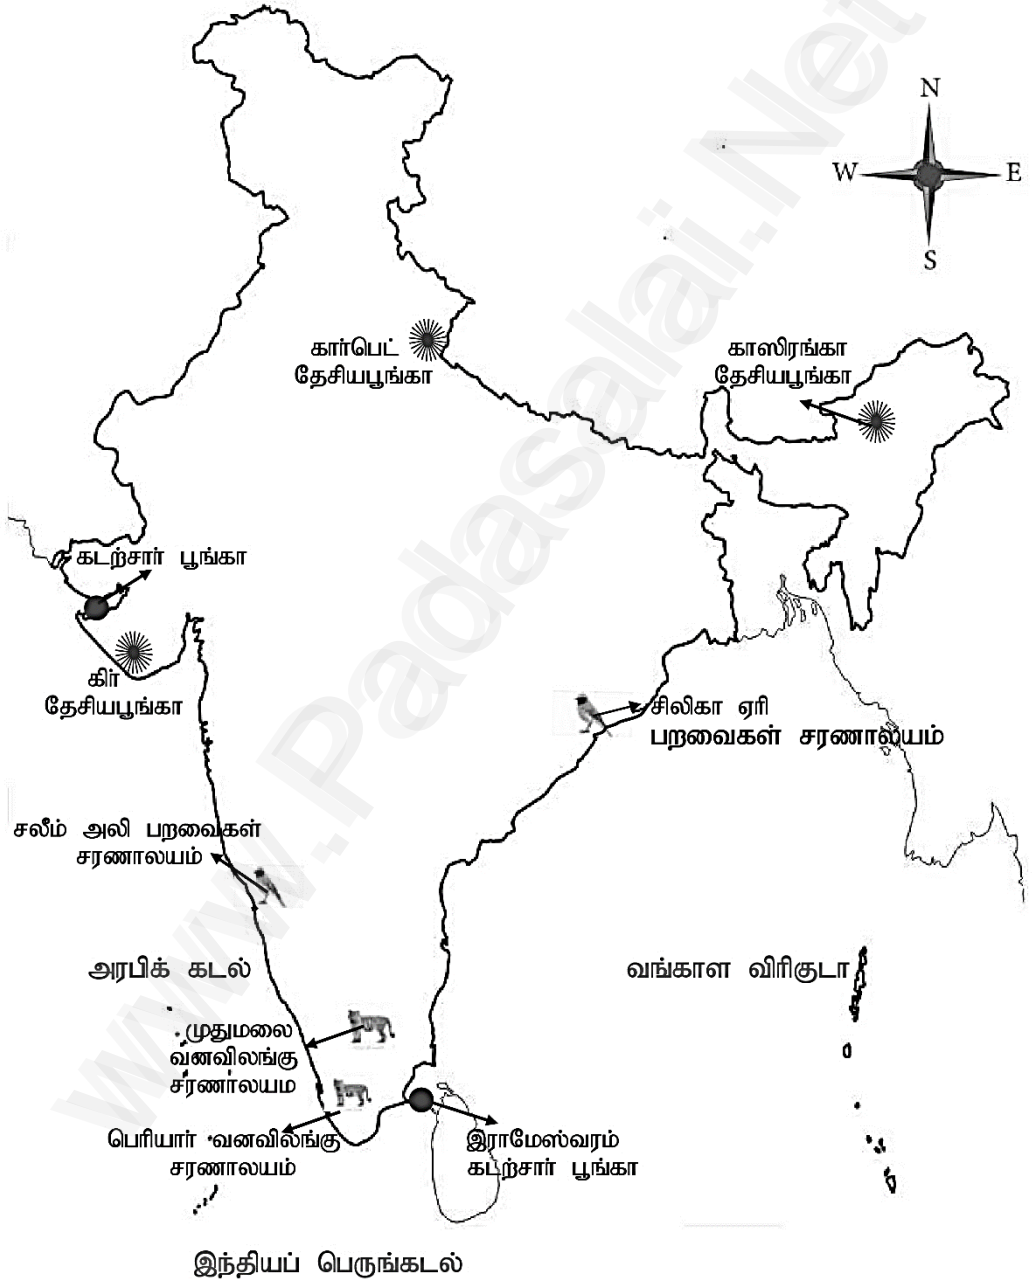 N
W
E
S
கார்பெட்
தேசியபூங்கா
காஸிரங்கா
தேசியபூங்கா
கடற்சார் பூங்கா
கிர்
தேசியபூங்கா
சிலிகா ஏரி
பறவைகள் சரணாலயம்
சலீம் அலி பறவைகள்
சரணாலயம்
அரபிக் கடல்
வங்காள விரிகுடா
முதுமலை
வனவிலங்கு
சரணாலயம
பெரியார் வனவிலங்கு
சரணாலயம்
இராமேஸ்வரம்
கடற்சார் பூங்கா
இந்தியப் பெருங்கடல்
www.Padasalai.Net